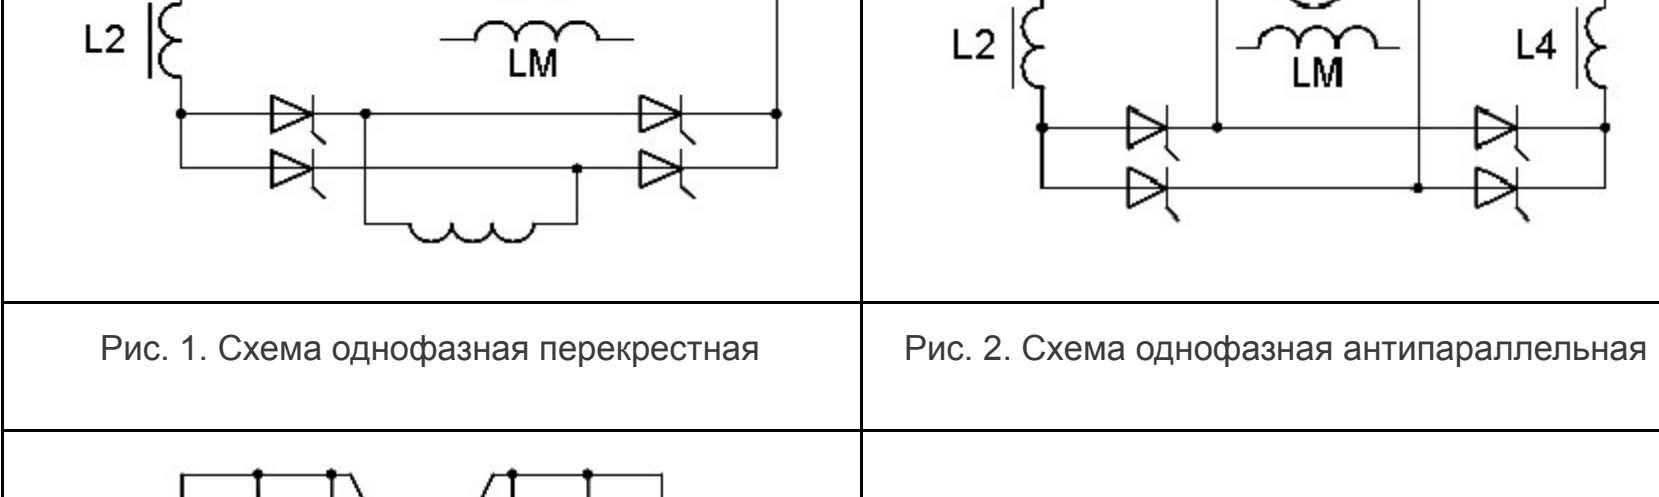 L2
LM
L2
LM
L4
Рис. 1. Схема однофазная перекрестная
Рис. 2. Схема однофазная антипараллельная